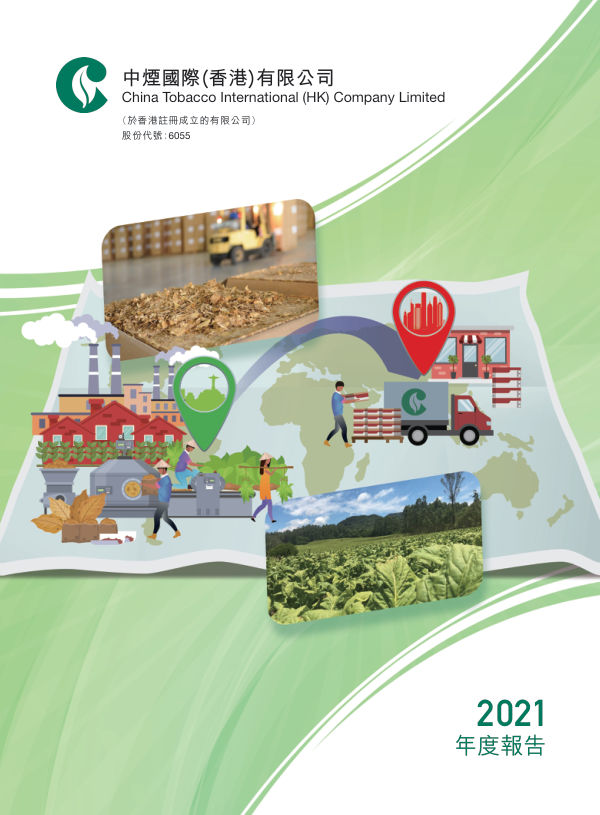 中煙國際(香港)有限公司
China Tobacco International (HK) Company Limited
（於香港註冊成立的有限公司）
股份代號：6055
2021
年度報告